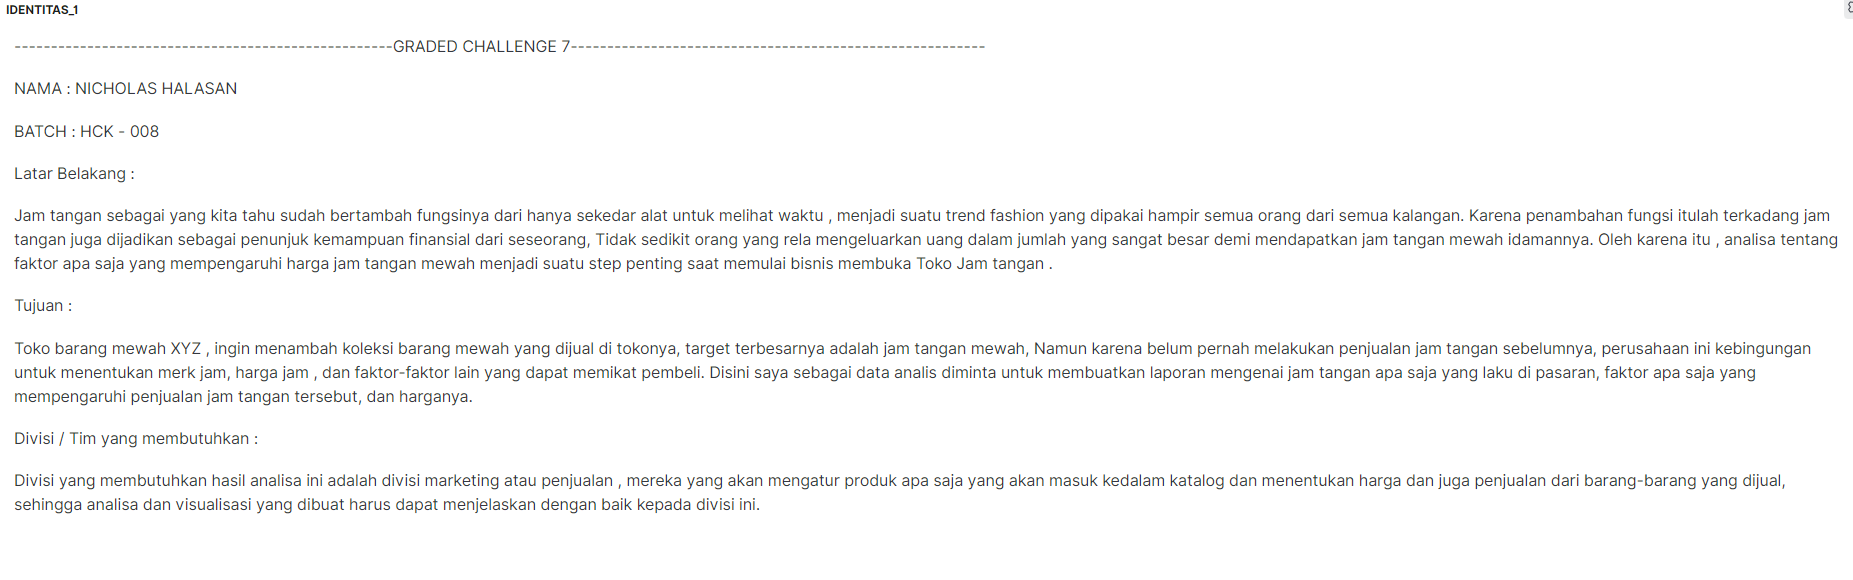 IDENTITAS_1
----------------------------------------------------GRADED CHALLENGE 7---------------------------------------------------------
NAMA : NICHOLAS HALASAN
BATCH : HCK - 008
Latar Belakang :
Jam tangan sebagai yang kita tahu sudah bertambah fungsinya dari hanya sekedar alat untuk melihat waktu , menjadi suatu trend fashion yang dipakai hampir semua orang dari semua kalangan. Karena penambahan fungsi itulah terkadang jam
tangan juga dijadikan sebagai penunjuk kemampuan finansial dari seseorang, Tidak sedikit orang yang rela mengeluarkan uang dalam jumlah yang sangat besar demi mendapatkan jam tangan mewah idamannya. Oleh karena itu , analisa tentang
faktor apa saja yang mempengaruhi harga jam tangan mewah menjadi suatu step penting saat memulai bisnis membuka Toko Jam tangan .
Tujuan :
Toko barang mewah XYZ , ingin menambah koleksi barang mewah yang dijual di tokonya, target terbesarnya adalah jam tangan mewah, Namun karena belum pernah melakukan penjualan jam tangan sebelumnya, perusahaan ini kebingungan
untuk menentukan merk jam, harga jam , dan faktor-faktor lain yang dapat memikat pembeli. Disini saya sebagai data analis diminta untuk membuatkan laporan mengenai jam tangan apa saja yang laku di pasaran, faktor apa saja yang
mempengaruhi penjualan jam tangan tersebut, dan harganya.
Divisi / Tim yang membutuhkan :
Divisi yang membutuhkan hasil analisa ini adalah divisi marketing atau penjualan , mereka yang akan mengatur produk apa saja yang akan masuk kedalam katalog dan menentukan harga dan juga penjualan dari barang-barang yang dijual,
sehingga analisa dan visualisasi yang dibuat harus dapat menjelaskan dengan baik kepada divisi ini.